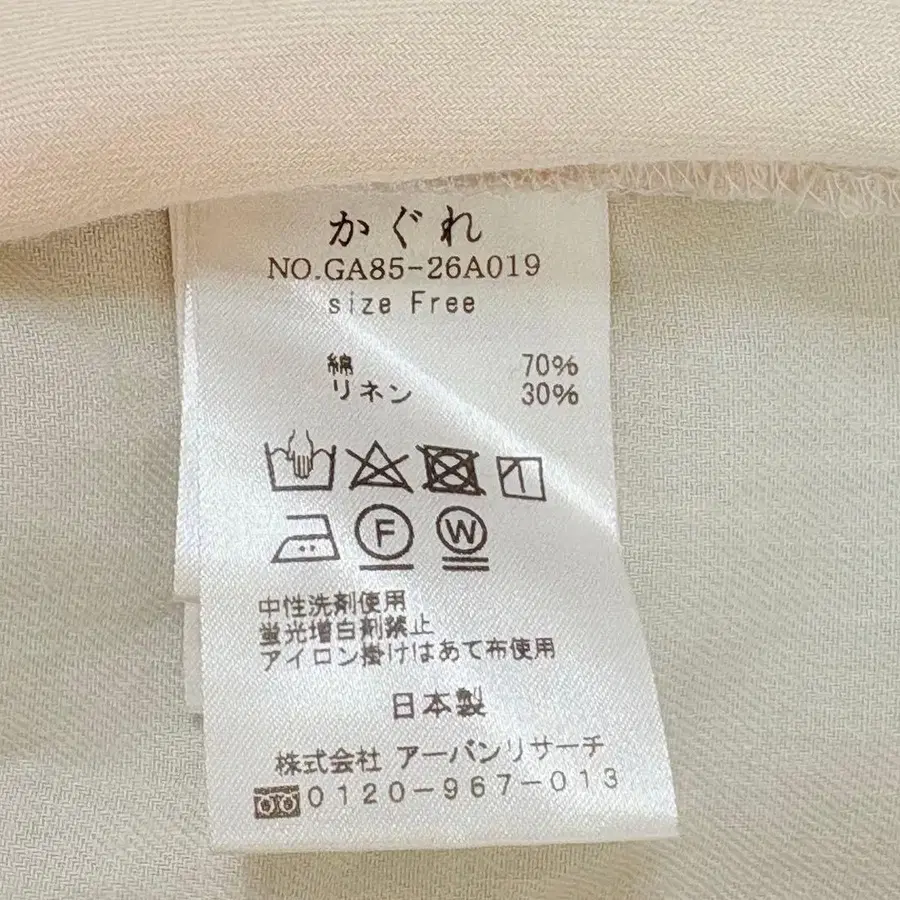 かぐれ
NO.GA85-26A019
size Free
綿 70%
リネン 30%
F W
中性洗剤使用
蛍光増白剤禁止
アイロン掛けはあて布使用
日本製
株式会社 アーバンリサーチ
0120-967-013